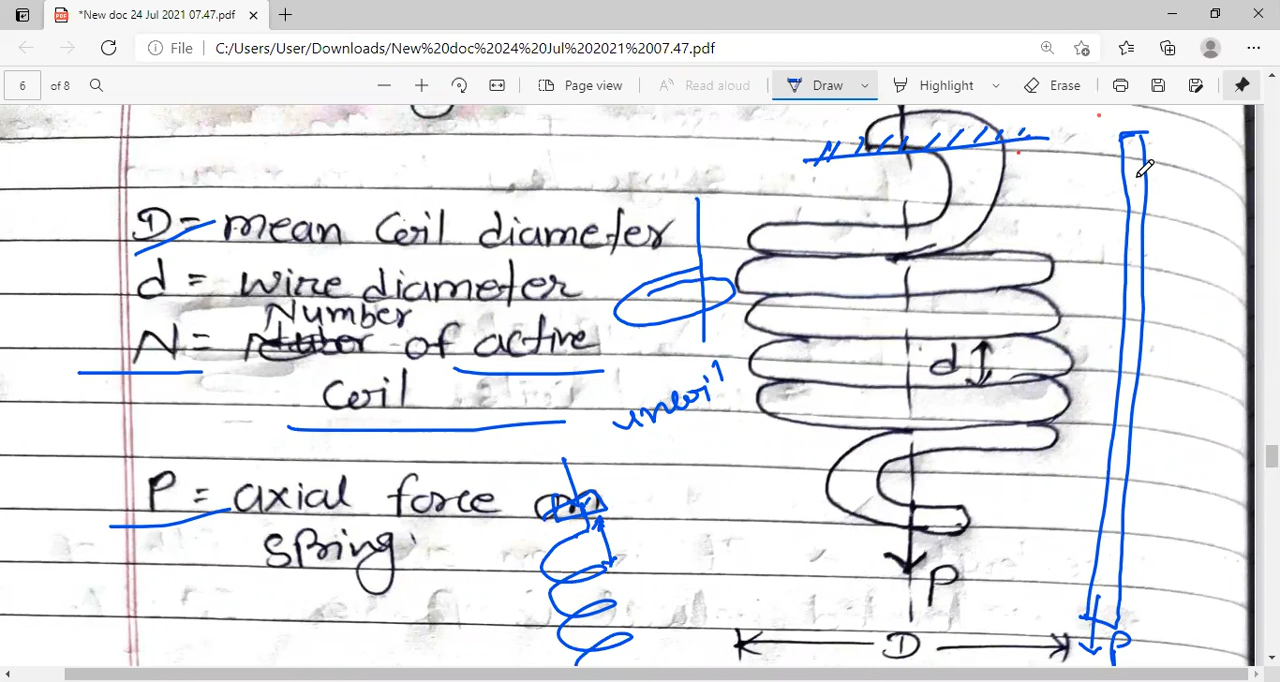 *New doc 24 Jul 2021 07.47.pdf
File
C:/Users/User/Downloads/New%20doc%2024%20Jul%202021%2007.47.pdf
6 of 8
Page view
Read aloud
Draw
Highlight
Erase
D = mean Coil diameter
d = wire diameter
Number
N = of active
Coil
P = axial force on
spring
d
P
D
P